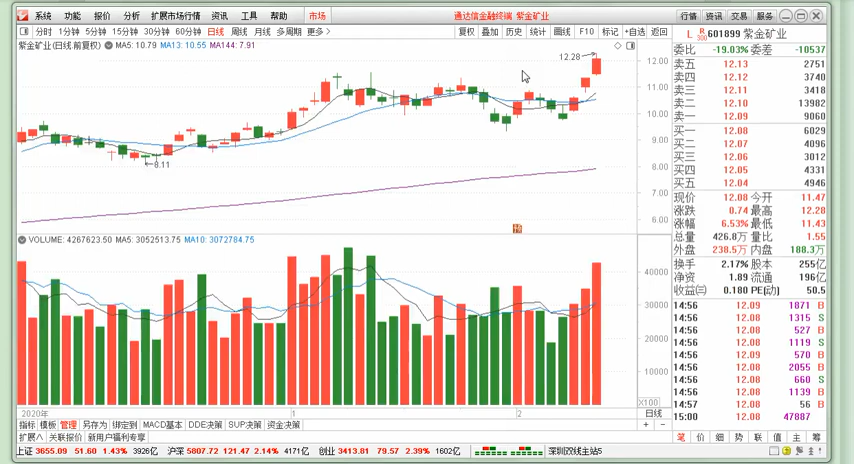 系统 功能 报价 分析 扩展市场行情 资讯 工具 帮助 市场 通达信金融终端 紫金矿业 行情 资讯 交易 服务
分时 1分钟 5分钟 15分钟 30分钟 60分钟 日线 周线 月线 多周期 更多 > 复权 叠加 历史 统计 画线 F10 标记 +自选 返回
紫金矿业(日线 前复权) MA5: 10.79 MA13: 10.55 MA144: 7.91
12.28
8.11
12.00
11.00
10.00
9.00
8.00
7.00
6.00
VOLUME: 4267623.50 MA5: 3052513.75 MA10: 3072784.75
40000
30000
20000
10000
X100
2020年 1 2 日线
指标 模板 管理 另存为 绑定到 MACD基本 DDE决策 SUP决策 资金决策
扩展∧ 关联报价 新用户福利专享
上证 3655.09 51.60 1.43% 3926亿 沪深 5807.72 121.47 2.14% 4171亿 创业 3413.81 79.57 2.39% 1602亿 深圳双线主站5
L R 300 601899 紫金矿业
委比 -19.03% 委差 -10537
卖五 12.13 2751
卖四 12.12 3740
卖三 12.11 3418
卖二 12.10 13982
卖一 12.09 9060
买一 12.08 6029
买二 12.07 4096
买三 12.06 3012
买四 12.05 4331
买五 12.04 4946
现价 12.08 今开 11.47
涨跌 0.74 最高 12.28
涨幅 6.53% 最低 11.43
总量 426.8万 量比 1.55
外盘 238.5万 内盘 188.3万
换手 2.17% 股本 255亿
净资 1.89 流通 196亿
收益㈢ 0.180 PE(动) 50.5
14:56 12.09 1871 B
14:56 12.08 1315 S
14:56 12.08 527 B
14:56 12.08 1119 S
14:56 12.09 570 B
14:56 12.08 2055 B
14:56 12.08 660 S
14:56 12.08 1139 B
14:57 12.08 56 B
15:00 12.08 47887
笔 价 细 势 联 值 主 筹